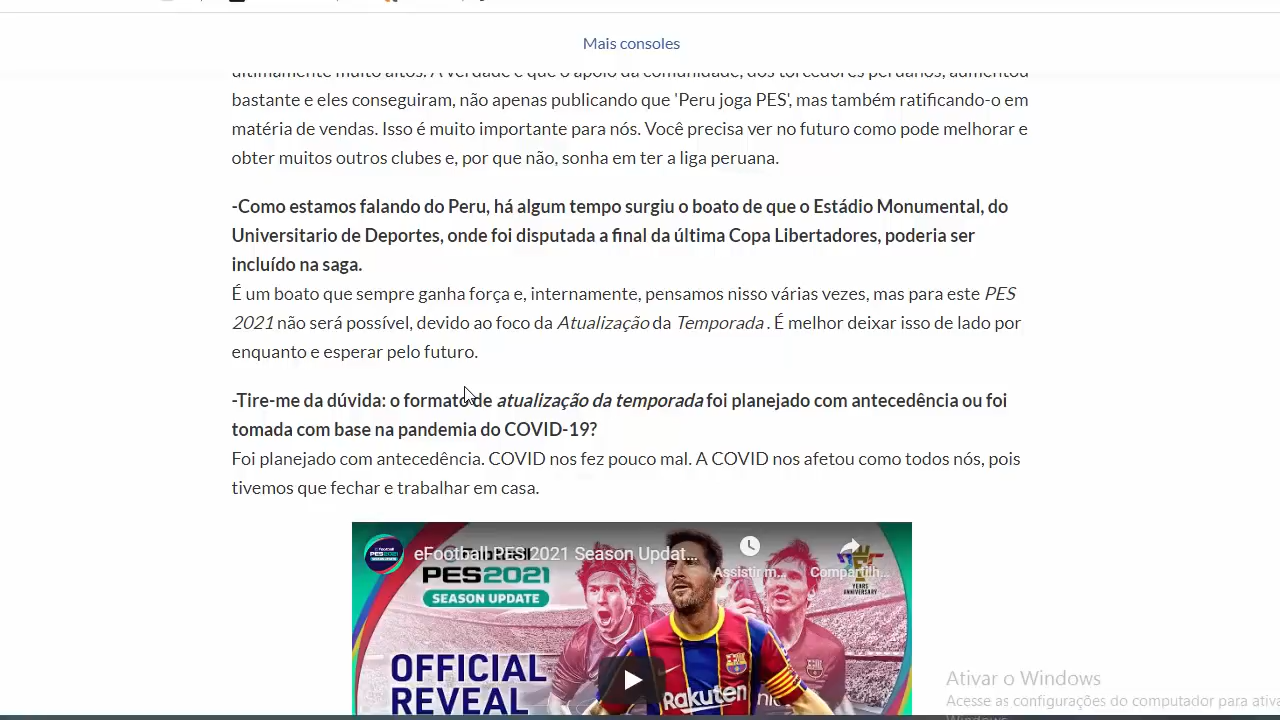 Mais consoles
ultimamente muito altos. A verdade é que o apoio da comunidade, dos torcedores peruanos, aumentou
bastante e eles conseguiram, não apenas publicando que 'Peru joga PES', mas também ratificando-o em
matéria de vendas. Isso é muito importante para nós. Você precisa ver no futuro como pode melhorar e
obter muitos outros clubes e, por que não, sonha em ter a liga peruana.
-Como estamos falando do Peru, há algum tempo surgiu o boato de que o Estádio Monumental, do
Universitario de Deportes, onde foi disputada a final da última Copa Libertadores, poderia ser
incluído na saga.
É um boato que sempre ganha força e, internamente, pensamos nisso várias vezes, mas para este PES
2021 não será possível, devido ao foco da Atualização da Temporada . É melhor deixar isso de lado por
enquanto e esperar pelo futuro.
-Tire-me da dúvida: o formato de atualização da temporada foi planejado com antecedência ou foi
tomada com base na pandemia do COVID-19?
Foi planejado com antecedência. COVID nos fez pouco mal. A COVID nos afetou como todos nós, pois
tivemos que fechar e trabalhar em casa.
eFootball PES 2021 Season Updat...
Assistir m...
Compartilh...
PES2021
SEASON UPDATE
YEARS
ANNIVERSARY
OFFICIAL
REVEAL
Rakuten
Ativar o Windows
Acesse as configurações do computador para ativa
Windows.